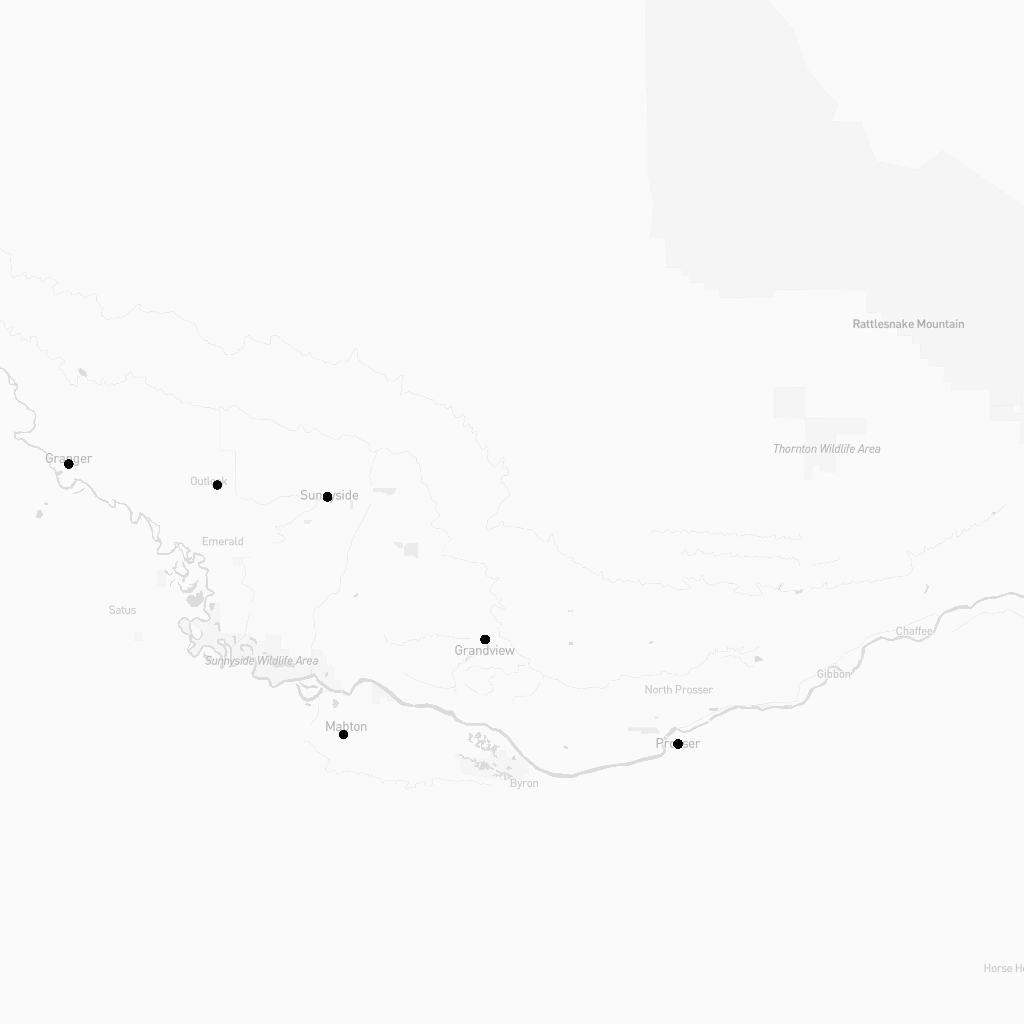 Rattlesnake Mountain
Thornton Wildlife Area
Granger
Outlook
Sunnyside
Emerald
Satus
Chaffee
Grandview
Sunnyside Wildlife Area
Gibbon
North Prosser
Mabton
Prosser
Byron
Horse He